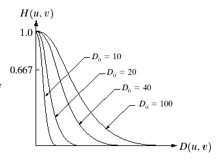 H(u, v)
1.0
0.667
D₀ = 10
D₀ = 20
D₀ = 40
D₀ = 100
D(u, v)